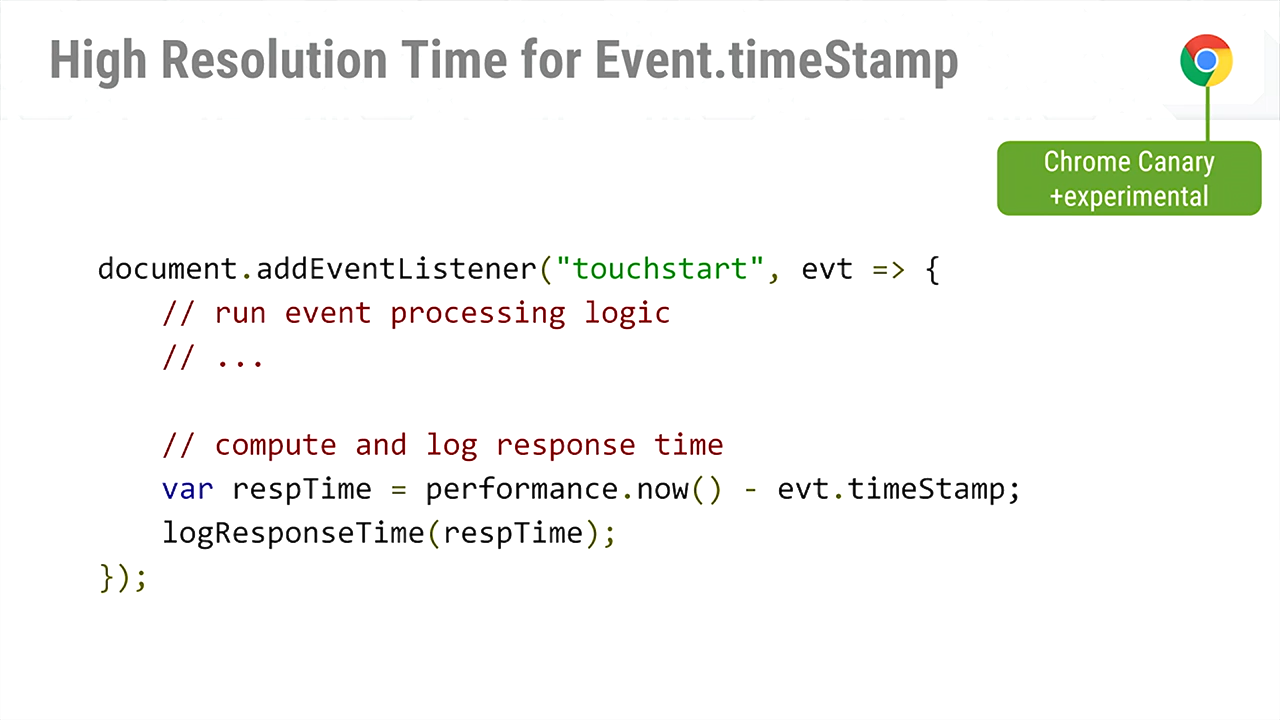 High Resolution Time for Event.timeStamp
Chrome Canary
+experimental
document.addEventListener("touchstart", evt => {
// run event processing logic
// ...
// compute and log response time
var respTime = performance.now() - evt.timeStamp;
logResponseTime(respTime);
});